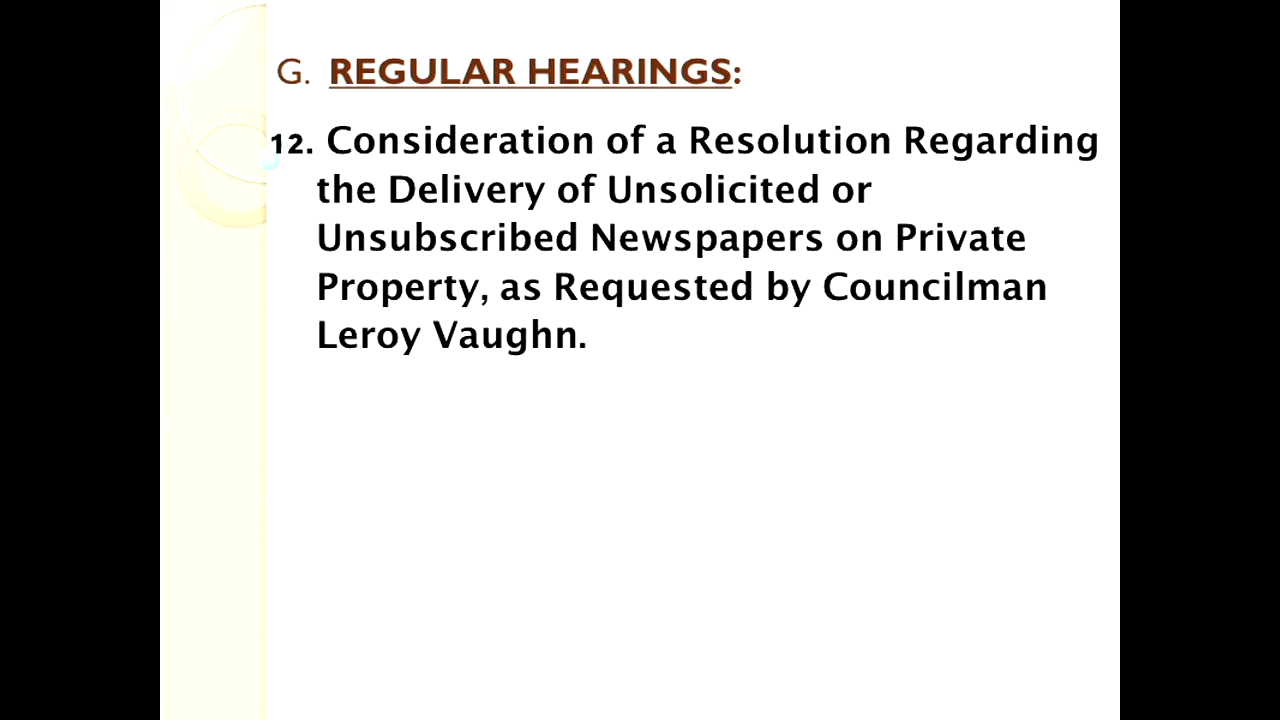 G. REGULAR HEARINGS:
12. Consideration of a Resolution Regarding
the Delivery of Unsolicited or
Unsubscribed Newspapers on Private
Property, as Requested by Councilman
Leroy Vaughn.